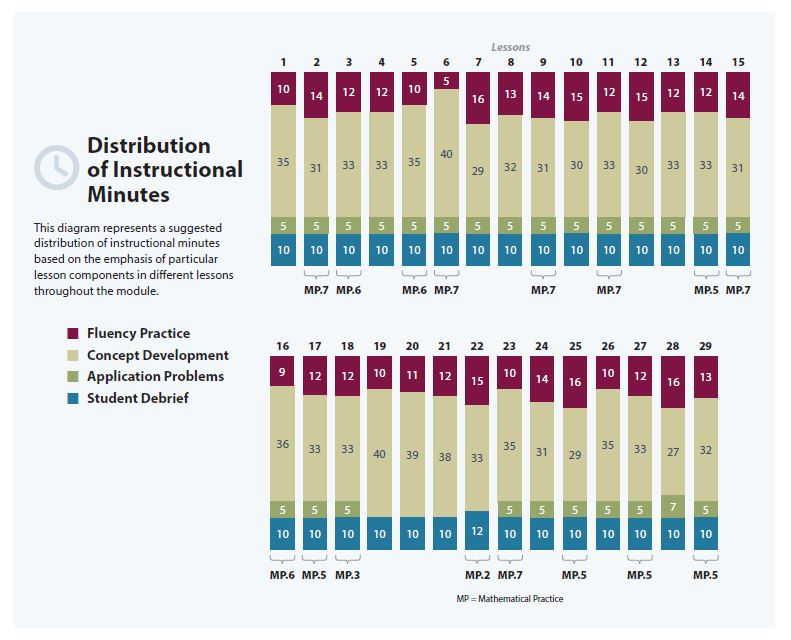 Distribution
of Instructional
Minutes
This diagram represents a suggested
distribution of instructional minutes
based on the emphasis of particular
lesson components in different lessons
throughout the module.
Fluency Practice
Concept Development
Application Problems
Student Debrief
Lessons
1 2 3 4 5 6 7 8 9 10 11 12 13 14 15
10 14 12 12 10 5 16 13 14 15 12 15 12 12 14
35 31 33 33 35 40 29 32 31 30 33 30 33 33 31
5 5 5 5 5 5 5 5 5 5 5 5 5 5 5
10 10 10 10 10 10 10 10 10 10 10 10 10 10 10
MP.7 MP.6 MP.6 MP.7 MP.7 MP.7 MP.5 MP.7
16 17 18 19 20 21 22 23 24 25 26 27 28 29
9 12 12 10 11 12 15 10 14 16 10 12 16 13
36 33 33 40 39 38 33 35 31 29 35 33 27 32
5 5 5 5 5 5 5 5 7 5
10 10 10 10 10 10 12 10 10 10 10 10 10 10
MP.6 MP.5 MP.3 MP.2 MP.7 MP.5 MP.5 MP.5
MP = Mathematical Practice